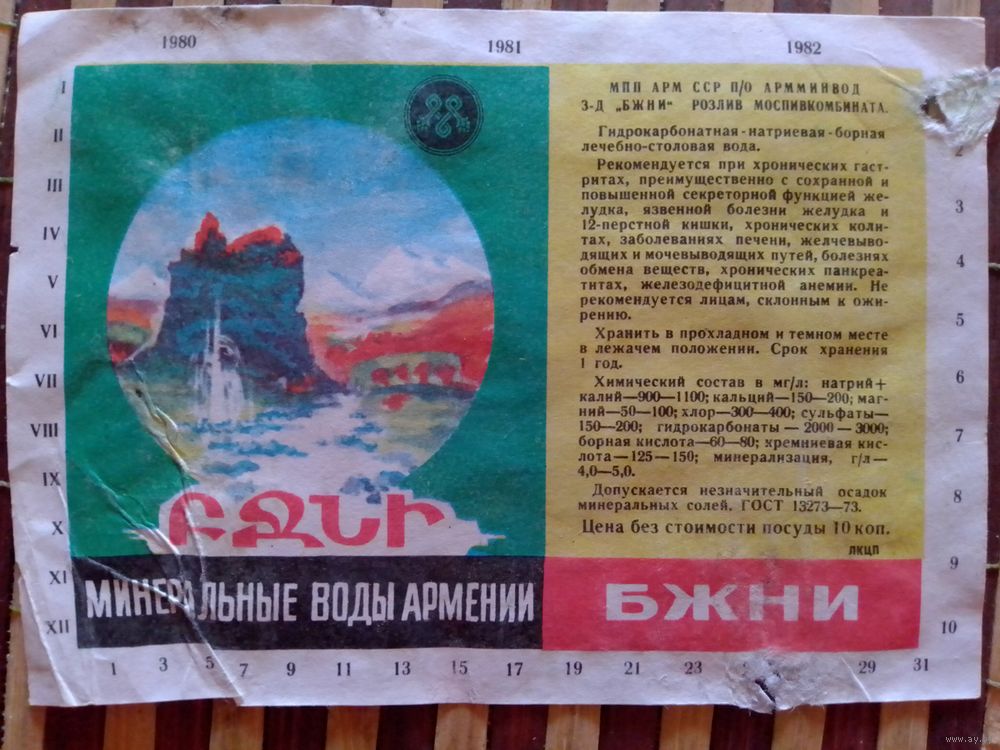 1980 1981 1982
I
II
III
IV
V
VI
VII
VIII
IX
X
XI
XII
МПП АРМ ССР П/О АРММИНВОД
З-Д „БЖНИ“ РОЗЛИВ МОСПИВКОМБИНАТА.
Гидрокарбонатная-натриевая-борная
лечебно-столовая вода.
Рекомендуется при хронических гаст-
ритах, преимущественно с сохранной и
повышенной секреторной функцией же-
лудка, язвенной болезни желудка и
12-перстной кишки, хронических коли-
тах, заболеваниях печени, желчевыво-
дящих и мочевыводящих путей, болезнях
обмена веществ, хронических панкреа-
титах, железодефицитной анемии. Не
рекомендуется лицам, склонным к ожи-
рению.
Хранить в прохладном и темном месте
в лежачем положении. Срок хранения
1 год.
Химический состав в мг/л: натрий+
калий—900—1100; кальций—150—200; маг-
ний—50—100; хлор—300—400; сульфаты—
150—200; гидрокарбонаты—2000—3000;
борная кислота—60—80; кремниевая кис-
лота—125—150; минерализация, г/л—
4,0—5,0.
Допускается незначительный осадок
минеральных солей. ГОСТ 13273—73.
Цена без стоимости посуды 10 коп.
ЛКЦП
ԲՋՆԻ
МИНЕРАЛЬНЫЕ ВОДЫ АРМЕНИИ
БЖНИ
2
3
4
5
6
7
8
9
10
1 3 5 7 9 11 13 15 17 19 21 23 29 31
www.ay.by